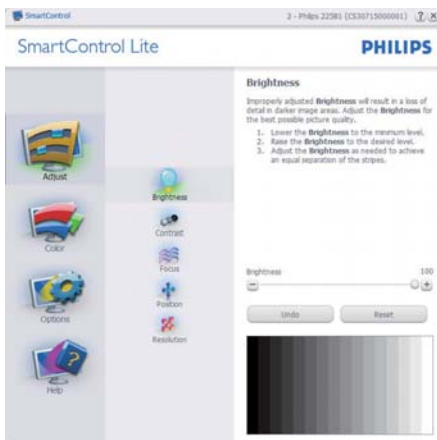 SmartControl
2 - Philips 225B1 (CS30715000001)
SmartControl Lite
PHILIPS
Adjust
Color
Options
Help
Brightness
Contrast
Focus
Position
Resolution
Brightness
Improperly adjusted Brightness will result in a loss of
detail in darker image areas. Adjust the Brightness for
the best possible picture quality.
1. Lower the Brightness to the minimum level.
2. Raise the Brightness to the desired level.
3. Adjust the Brightness as needed to achieve
an equal separation of the stripes.
Brightness 100
Undo Reset